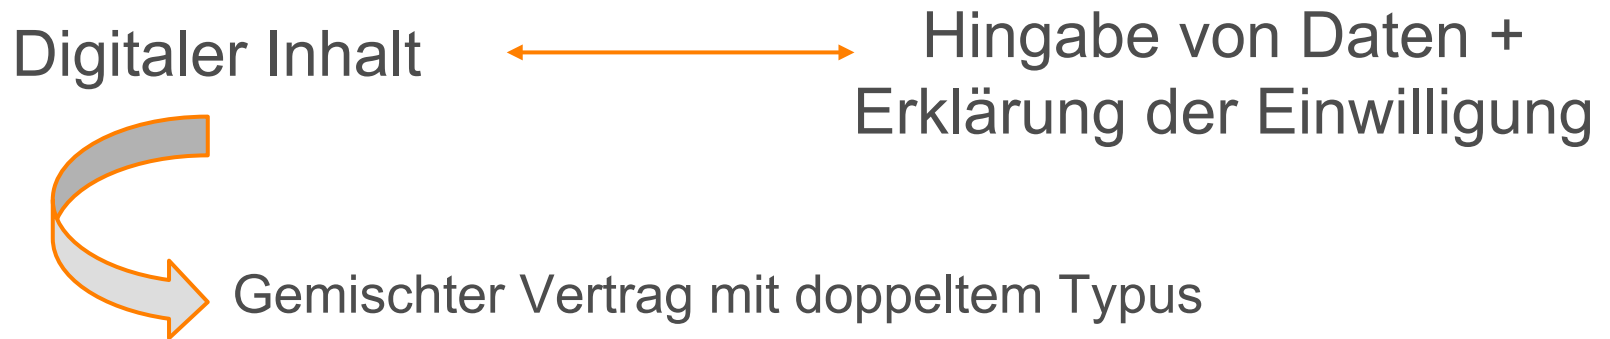 Digitaler Inhalt
Hingabe von Daten +
Erklärung der Einwilligung
Gemischter Vertrag mit doppeltem Typus